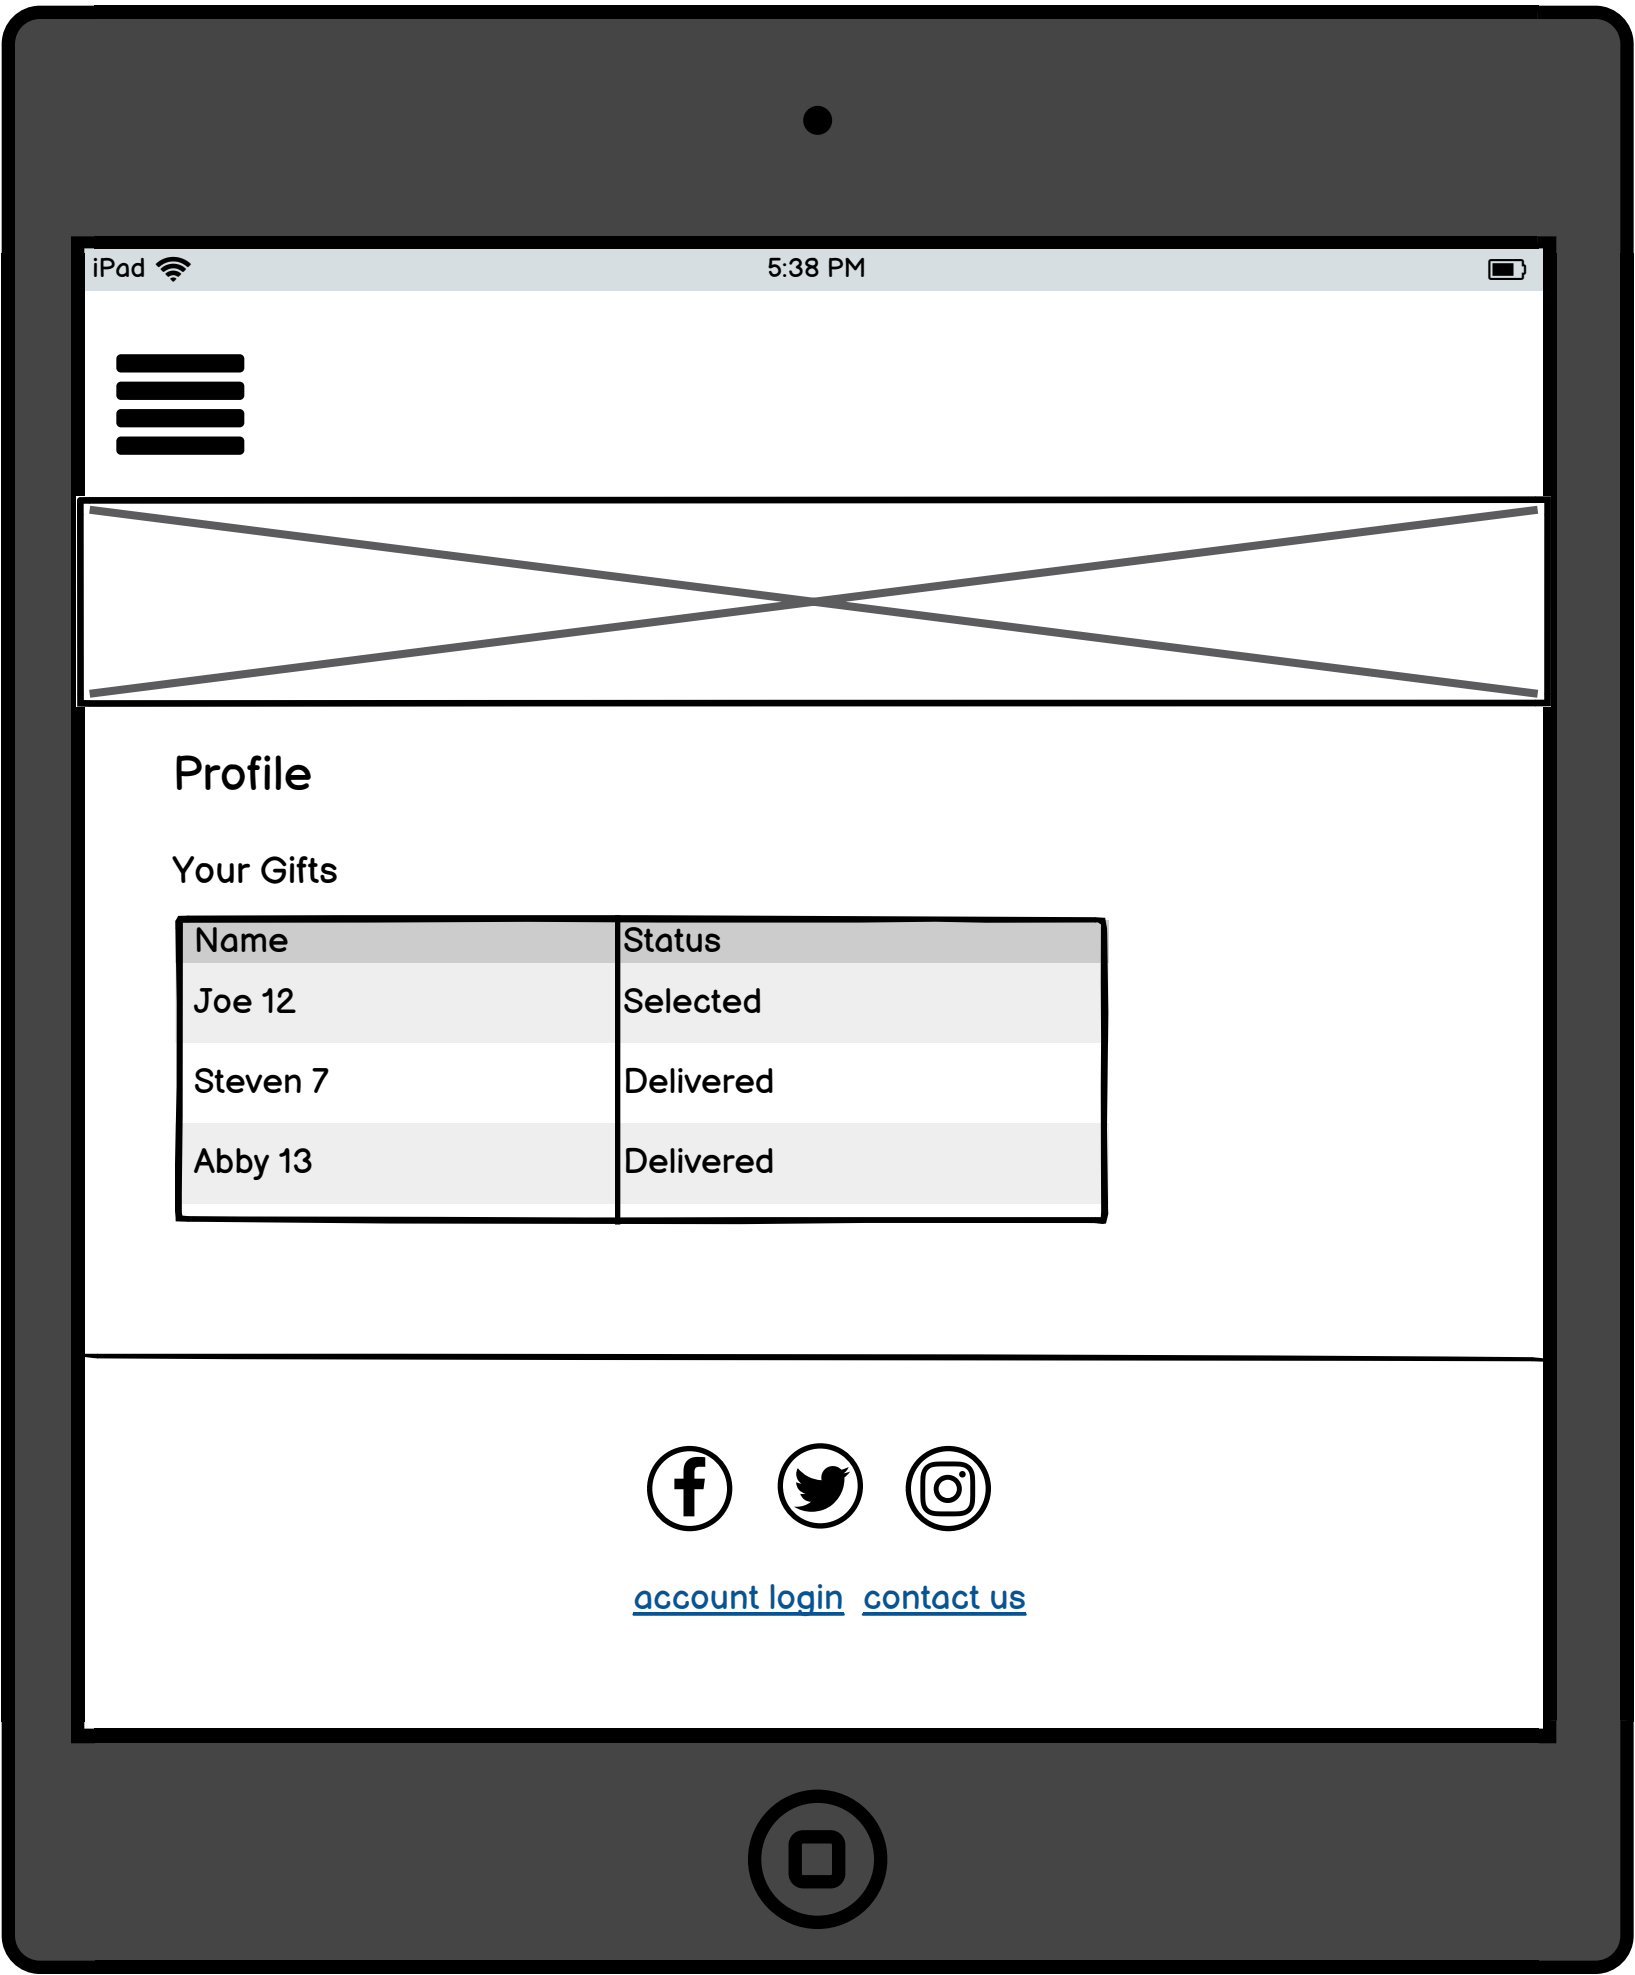 iPad 5:38 PM
Profile
Your Gifts
Name Status
Joe 12 Selected
Steven 7 Delivered
Abby 13 Delivered
account login contact us